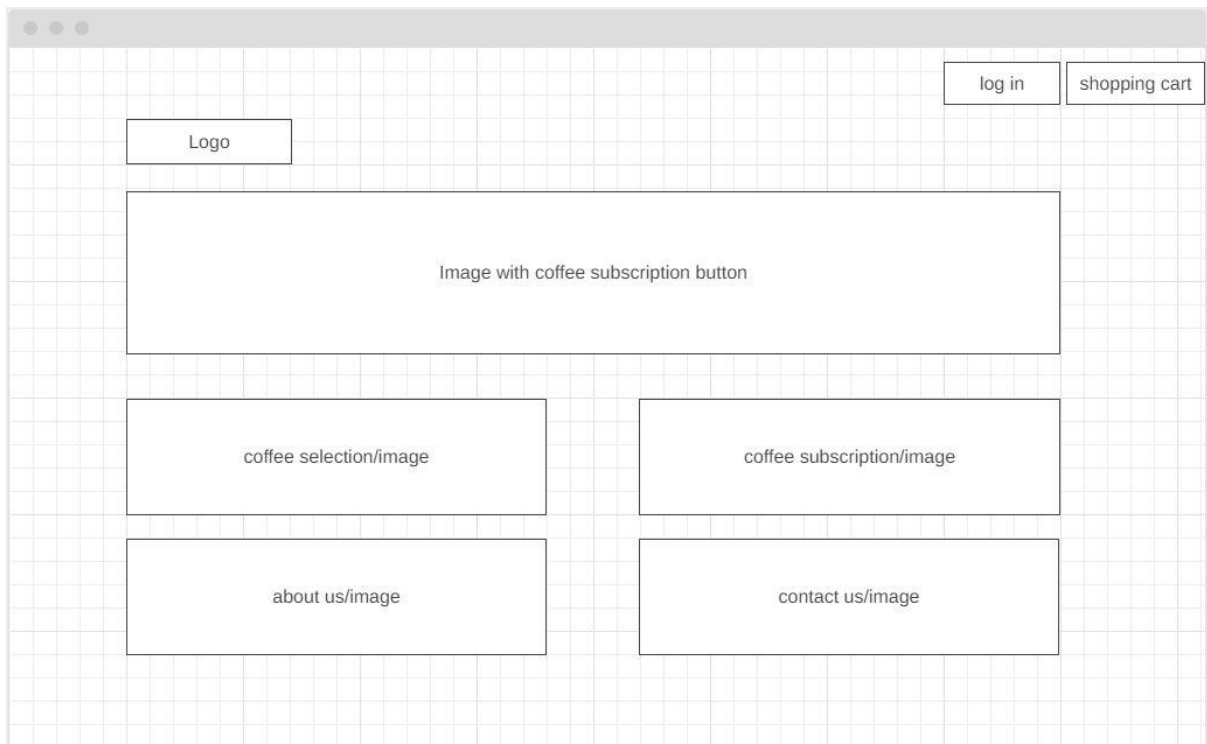 log in
shopping cart
Logo
Image with coffee subscription button
coffee selection/image
coffee subscription/image
about us/image
contact us/image